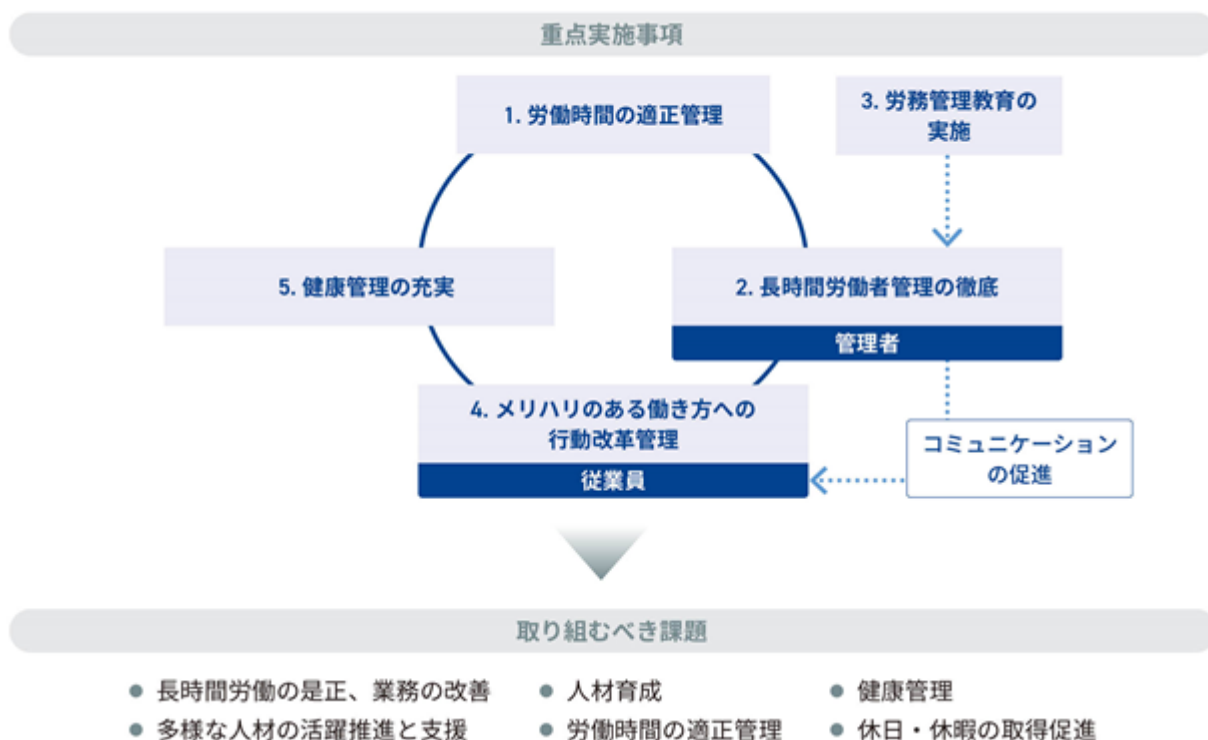 重点実施事項
1. 労働時間の適正管理
3. 労務管理教育の
実施
5. 健康管理の充実
2. 長時間労働者管理の徹底
管理者
4. メリハリのある働き方への
行動改革管理
従業員
コミュニケーション
の促進
取り組むべき課題
● 長時間労働の是正、業務の改善
● 人材育成
● 健康管理
● 多様な人材の活躍推進と支援
● 労働時間の適正管理
● 休日・休暇の取得促進